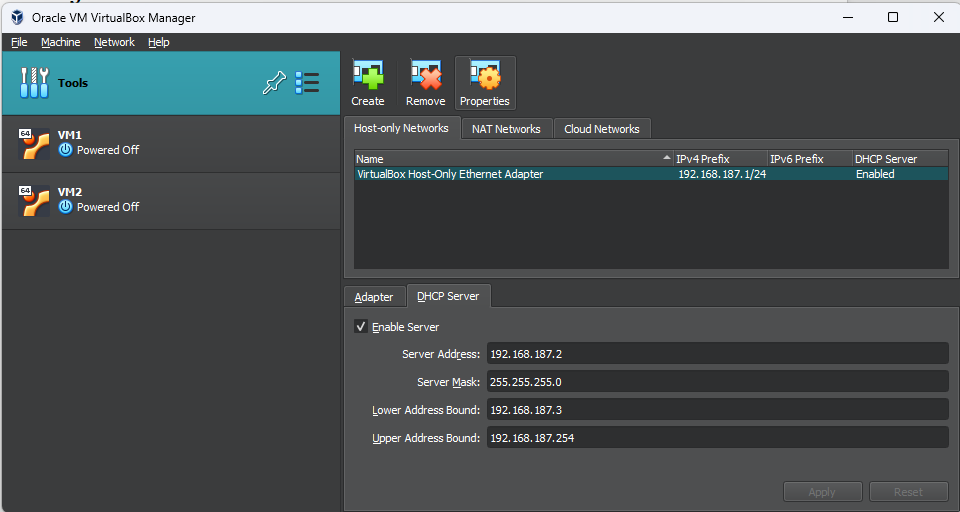 Oracle VM VirtualBox Manager
File Machine Network Help
Tools
64
VM1
Powered Off
64
VM2
Powered Off
Create Remove Properties
Host-only Networks NAT Networks Cloud Networks
Name IPv4 Prefix IPv6 Prefix DHCP Server
VirtualBox Host-Only Ethernet Adapter 192.168.187.1/24 Enabled
Adapter DHCP Server
Enable Server
Server Address: 192.168.187.2
Server Mask: 255.255.255.0
Lower Address Bound: 192.168.187.3
Upper Address Bound: 192.168.187.254
Apply Reset